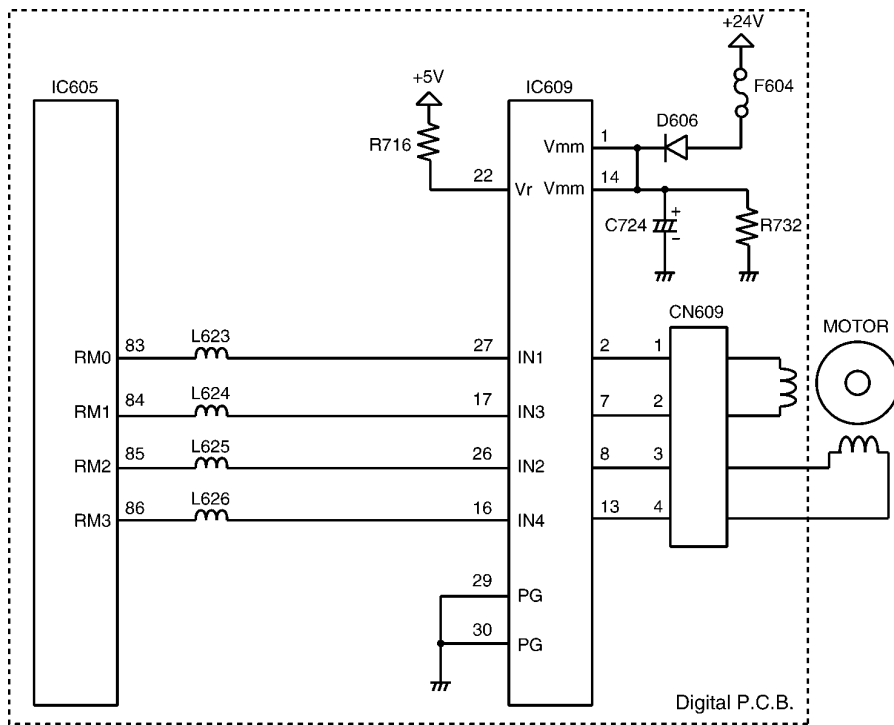 +24V
IC605
+5V
IC609
F604
D606
R716
Vmm
1
22
Vr
Vmm
14
C724
+
−
R732
CN609
MOTOR
RM0
83
L623
27
IN1
2
1
RM1
84
L624
17
IN3
7
2
RM2
85
L625
26
IN2
8
3
RM3
86
L626
16
IN4
13
4
29
PG
30
PG
Digital P.C.B.